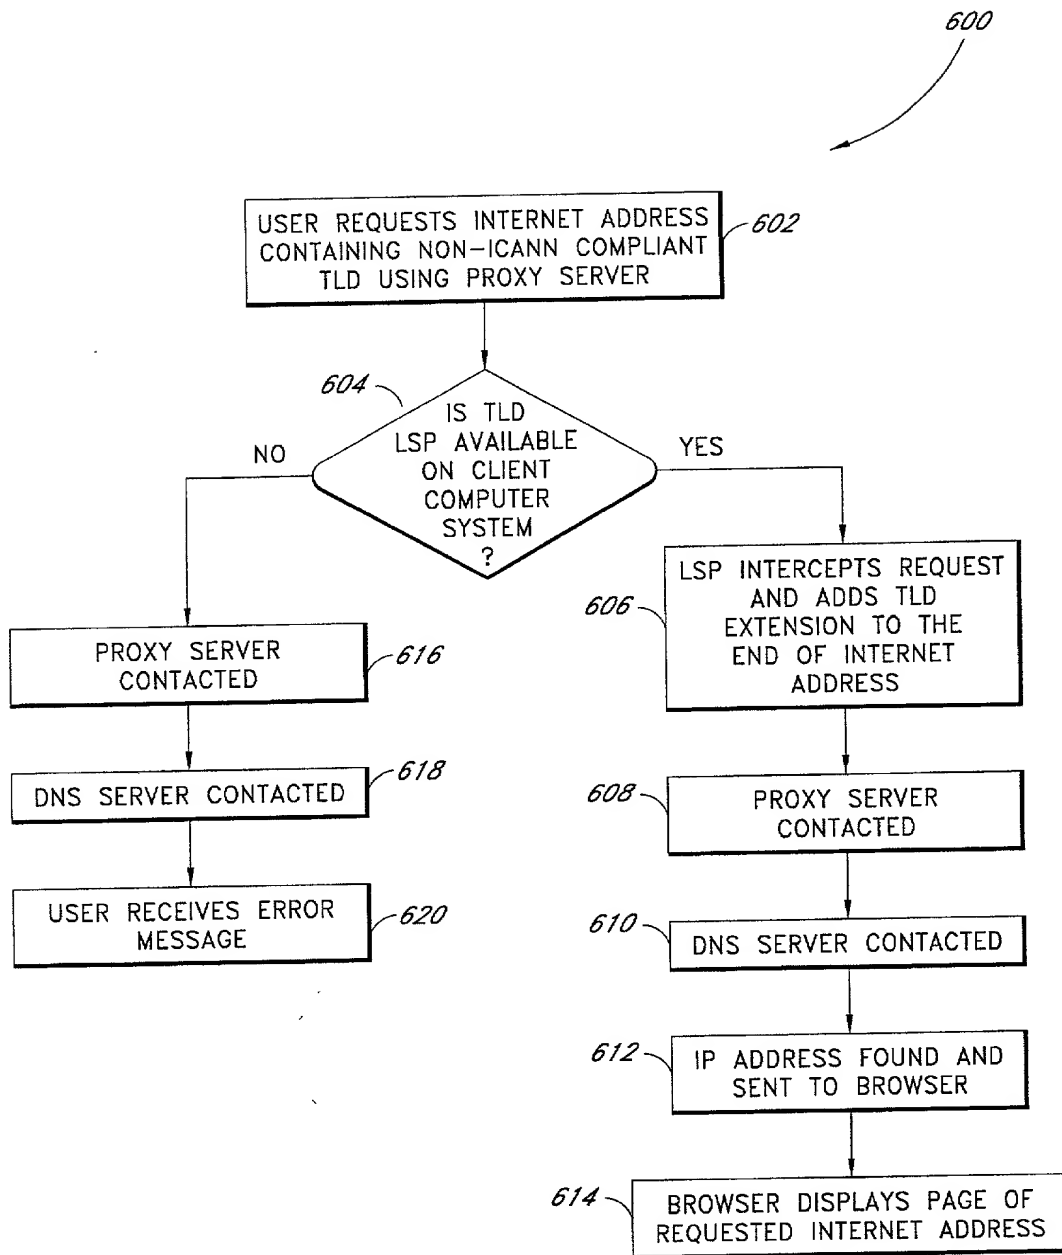 600
USER REQUESTS INTERNET ADDRESS
CONTAINING NON-ICANN COMPLIANT
TLD USING PROXY SERVER
602
604
IS TLD
LSP AVAILABLE
ON CLIENT
COMPUTER
SYSTEM
?
NO
YES
LSP INTERCEPTS REQUEST
AND ADDS TLD
EXTENSION TO THE
END OF INTERNET
ADDRESS
606
PROXY SERVER
CONTACTED
616
DNS SERVER CONTACTED
618
USER RECEIVES ERROR
MESSAGE
620
608
PROXY SERVER
CONTACTED
610
DNS SERVER CONTACTED
612
IP ADDRESS FOUND AND
SENT TO BROWSER
614
BROWSER DISPLAYS PAGE OF
REQUESTED INTERNET ADDRESS